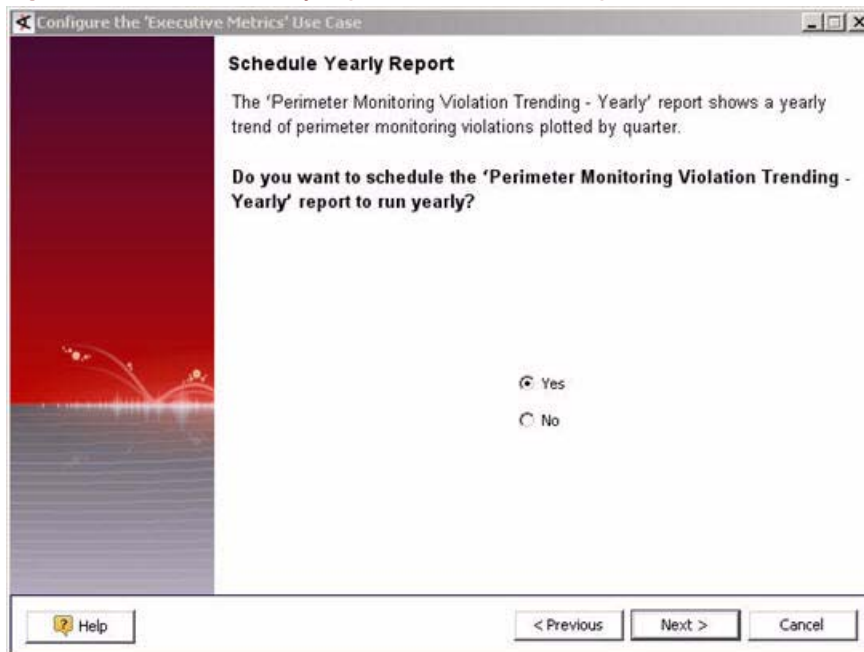 Configure the 'Executive Metrics' Use Case
Schedule Yearly Report
The 'Perimeter Monitoring Violation Trending - Yearly' report shows a yearly
trend of perimeter monitoring violations plotted by quarter.
Do you want to schedule the 'Perimeter Monitoring Violation Trending -
Yearly' report to run yearly?
Yes
No
Help
< Previous
Next >
Cancel